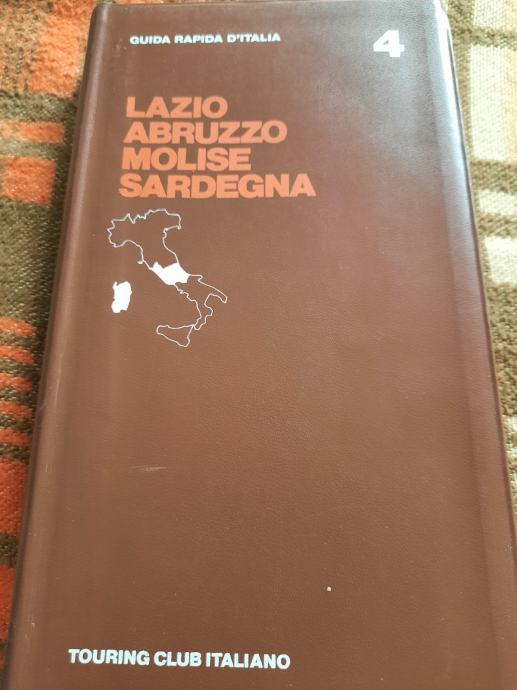 GUIDA RAPIDA D'ITALIA
4
LAZIO
ABRUZZO
MOLISE
SARDEGNA
TOURING CLUB ITALIANO